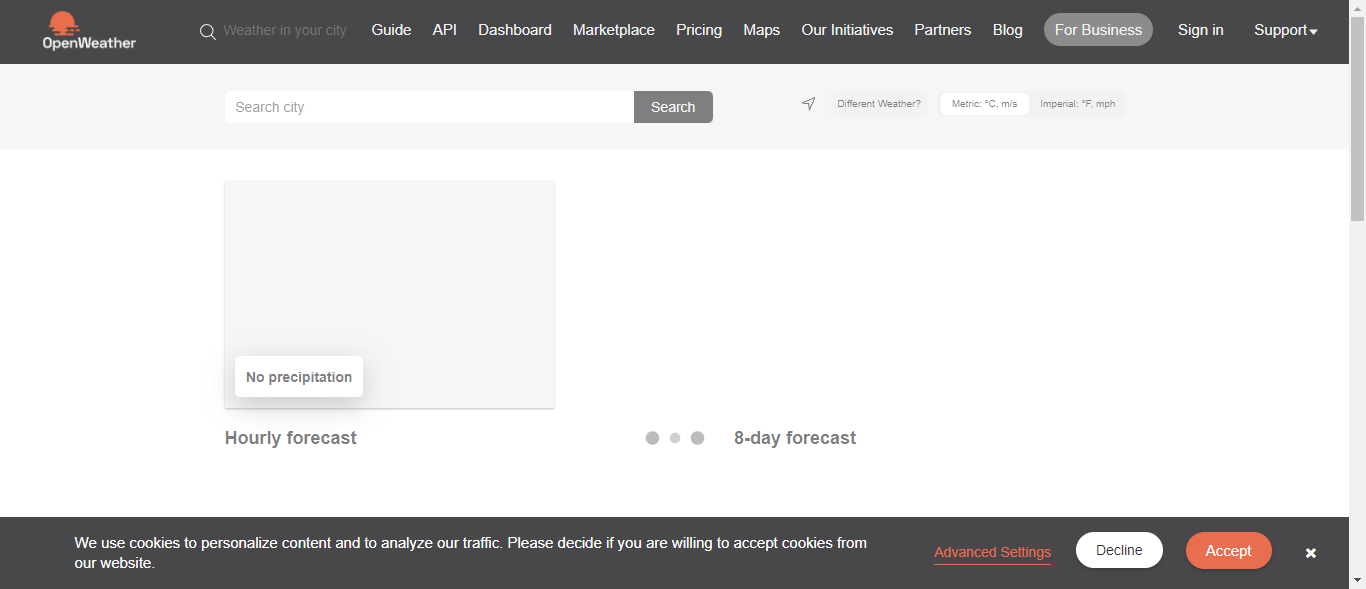 OpenWeather
Weather in your city
Guide
API
Dashboard
Marketplace
Pricing
Maps
Our Initiatives
Partners
Blog
For Business
Sign in
Support
Search city
Search
Different Weather?
Metric: °C, m/s
Imperial: °F, mph
No precipitation
Hourly forecast
8-day forecast
We use cookies to personalize content and to analyze our traffic. Please decide if you are willing to accept cookies from
our website.
Advanced Settings
Decline
Accept